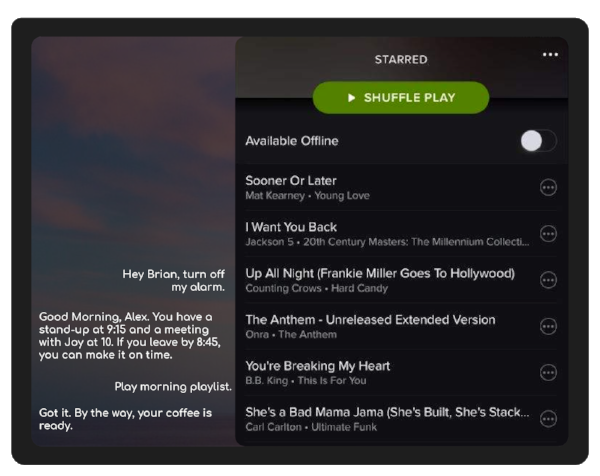 Hey Brian, turn off
my alarm.
Good Morning, Alex. You have a
stand-up at 9:15 and a meeting
with Joy at 10. If you leave by 8:45,
you can make it on time.
Play morning playlist.
Got it. By the way, your coffee is
ready.
STARRED
SHUFFLE PLAY
Available Offline
Sooner Or Later
Mat Kearney • Young Love
I Want You Back
Jackson 5 • 20th Century Masters: The Millennium Collecti...
Up All Night (Frankie Miller Goes To Hollywood)
Counting Crows • Hard Candy
The Anthem - Unreleased Extended Version
Onra • The Anthem
You're Breaking My Heart
B.B. King • This Is For You
She's a Bad Mama Jama (She's Built, She's Stack...
Carl Carlton • Ultimate Funk